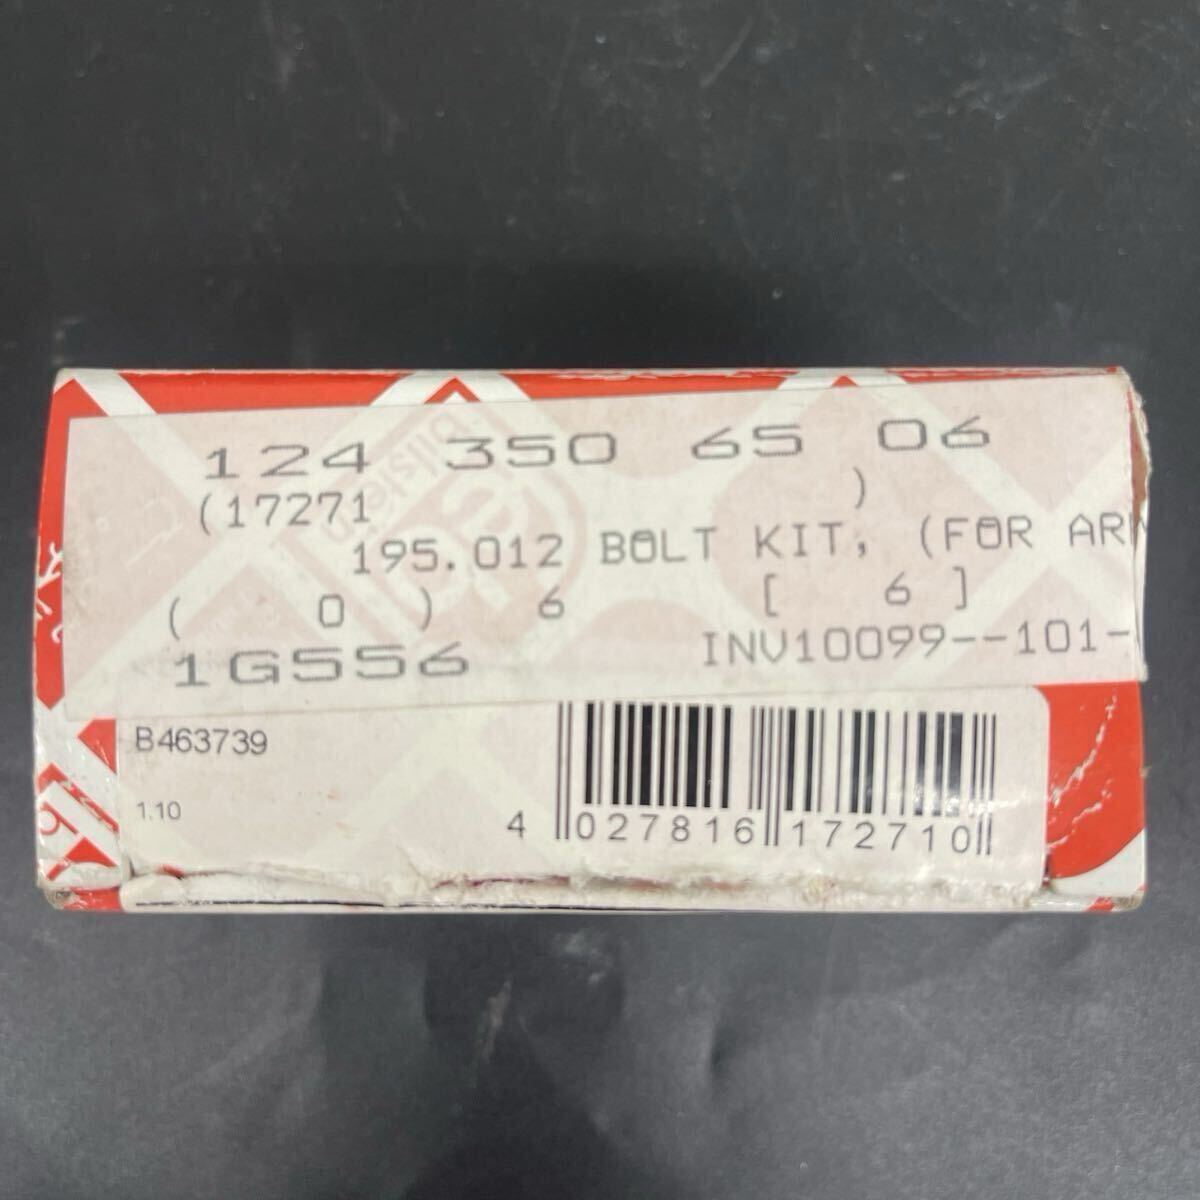 124 350 65 06
(17271 )
195.012 BOLT KIT, (FOR AR
( 0 ) 6 [ 6 ]
1G556 INV10099--101-
bilstein
B463739
1.10
4 027816 172710